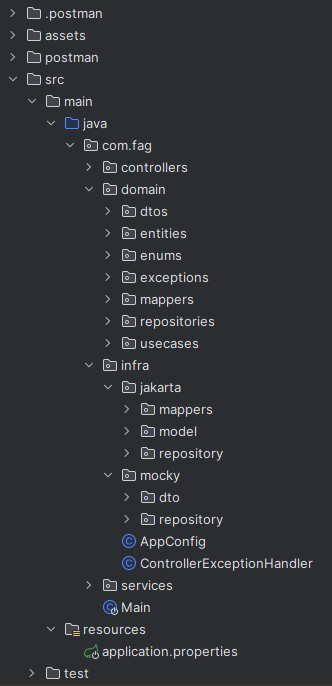 .postman
assets
postman
src
main
java
com.fag
controllers
domain
dtos
entities
enums
exceptions
mappers
repositories
usecases
infra
jakarta
mappers
model
repository
mocky
dto
repository
AppConfig
ControllerExceptionHandler
services
Main
resources
application.properties
test